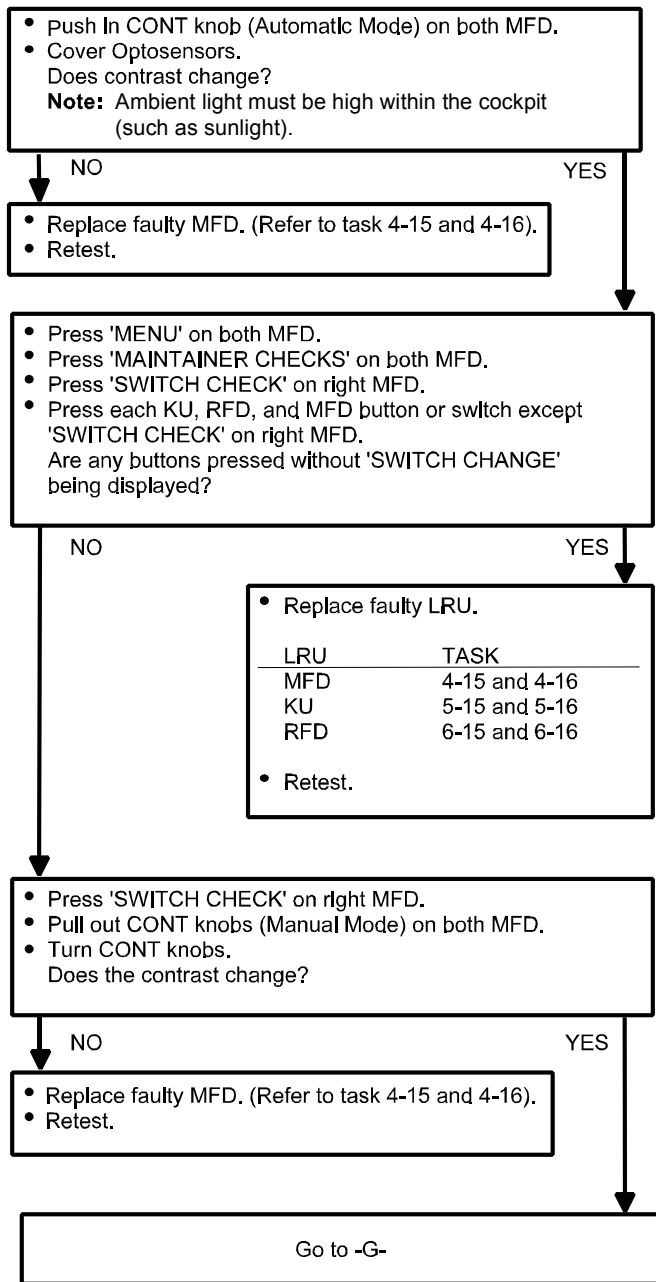 • Push in CONT knob (Automatic Mode) on both MFD.
• Cover Optosensors.
Does contrast change?
Note: Ambient light must be high within the cockpit
(such as sunlight).
NO
YES
• Replace faulty MFD. (Refer to task 4-15 and 4-16).
• Retest.
• Press 'MENU' on both MFD.
• Press 'MAINTAINER CHECKS' on both MFD.
• Press 'SWITCH CHECK' on right MFD.
• Press each KU, RFD, and MFD button or switch except
'SWITCH CHECK' on right MFD.
Are any buttons pressed without 'SWITCH CHANGE'
being displayed?
NO
YES
• Replace faulty LRU.
LRU TASK
MFD 4-15 and 4-16
KU 5-15 and 5-16
RFD 6-15 and 6-16
• Retest.
• Press 'SWITCH CHECK' on right MFD.
• Pull out CONT knobs (Manual Mode) on both MFD.
• Turn CONT knobs.
Does the contrast change?
NO
YES
• Replace faulty MFD. (Refer to task 4-15 and 4-16).
• Retest.
Go to -G-